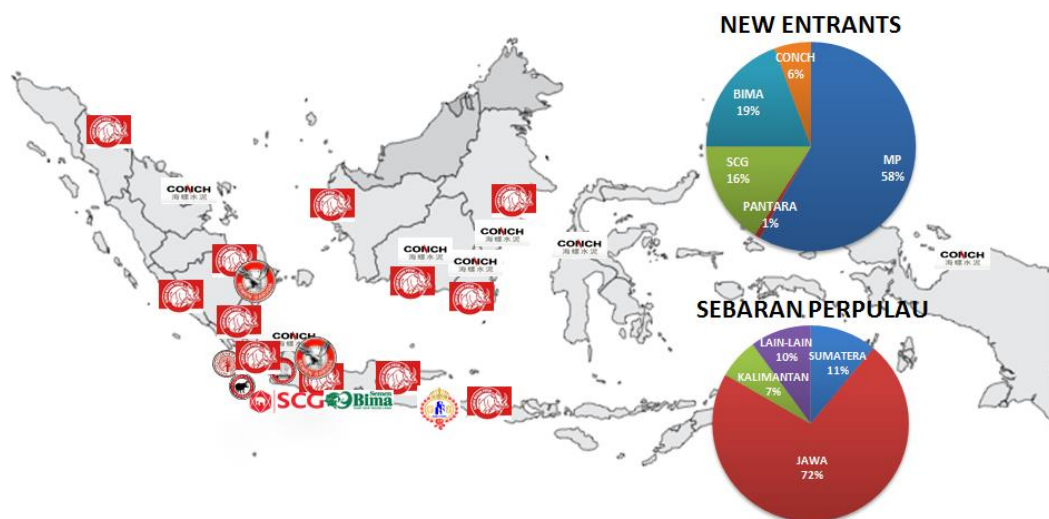 NEW ENTRANTS
CONCH
6%
BIMA
19%
SCG
16%
PANTARA
1%
MP
58%
CONCH
海螺水泥
CONCH
海螺水泥
CONCH
海螺水泥
CONCH
海螺水泥
CONCH
海螺水泥
CONCH
海螺水泥
CONCH
SEBARAN PERPULAU
LAIN-LAIN
10%
SUMATERA
11%
KALIMANTAN
7%
JAWA
72%
SCG
Semen
Bima